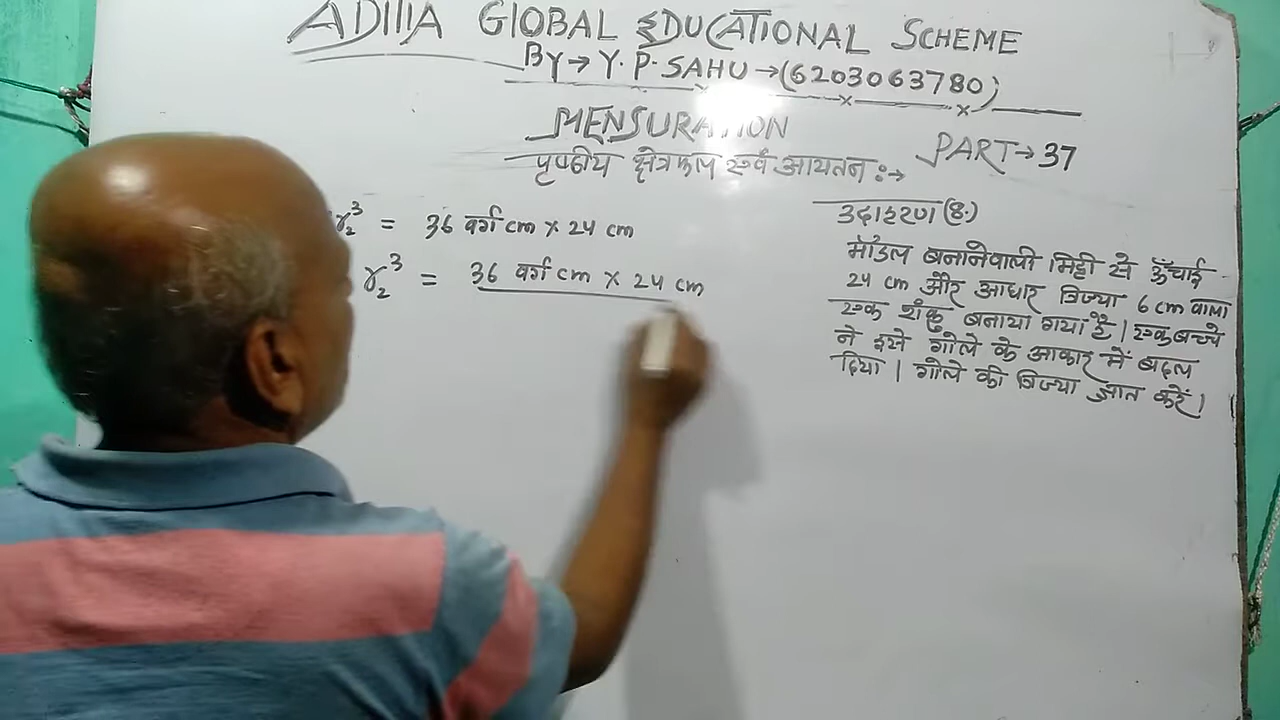 ADITIA GLOBAL EDUCATIONAL SCHEME
BY→ Y. P. SAHU →(6203063780)
MENSURATION
PART→37
पृष्ठीय क्षेत्रफल एवं आयतन :→
r₂³ = 36 वर्ग cm × 24 cm
r₂³ = 36 वर्ग cm × 24 cm
उदाहरण (8.)
मॉडल बनानेवाली मिट्टी से ऊँचाई
24 cm और आधार त्रिज्या 6 cm वाला
एक शंकु बनाया गया है। एक बच्चे
ने इसे गोले के आकार में बदल
दिया। गोले की त्रिज्या ज्ञात करें।